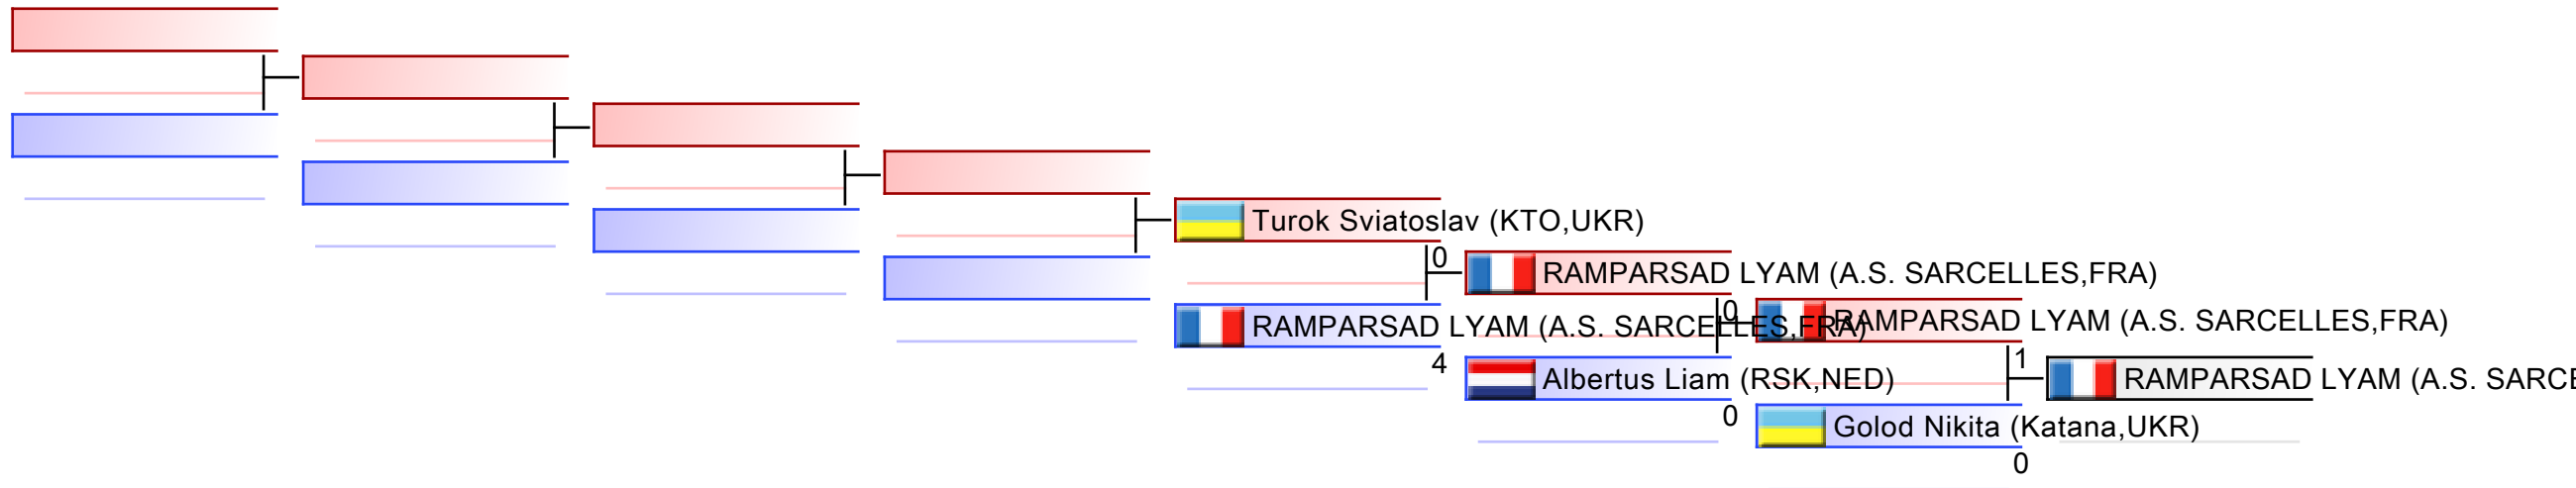 Turok Sviatoslav (KTO,UKR)
0
RAMPARSAD LYAM (A.S. SARCELLES,FRA)
RAMPARSAD LYAM (A.S. SARCELLES,FRA)
4
0
RAMPARSAD LYAM (A.S. SARCELLES,FRA)
Albertus Liam (RSK,NED)
0
1
RAMPARSAD LYAM (A.S. SARCE
Golod Nikita (Katana,UKR)
0